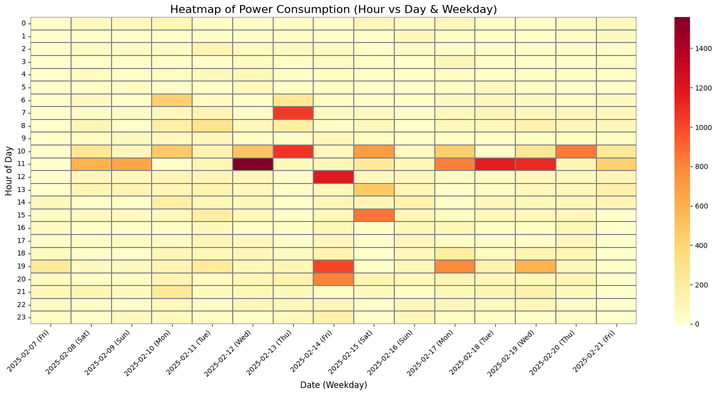 Heatmap of Power Consumption (Hour vs Day & Weekday)
Hour of Day
0
1
2
3
4
5
6
7
8
9
10
11
12
13
14
15
16
17
18
19
20
21
22
23
2025-02-07 (Fri)
2025-02-08 (Sat)
2025-02-09 (Sun)
2025-02-10 (Mon)
2025-02-11 (Tue)
2025-02-12 (Wed)
2025-02-13 (Thu)
2025-02-14 (Fri)
2025-02-15 (Sat)
2025-02-16 (Sun)
2025-02-17 (Mon)
2025-02-18 (Tue)
2025-02-19 (Wed)
2025-02-20 (Thu)
2025-02-21 (Fri)
Date (Weekday)
1400
1200
1000
800
600
400
200
0